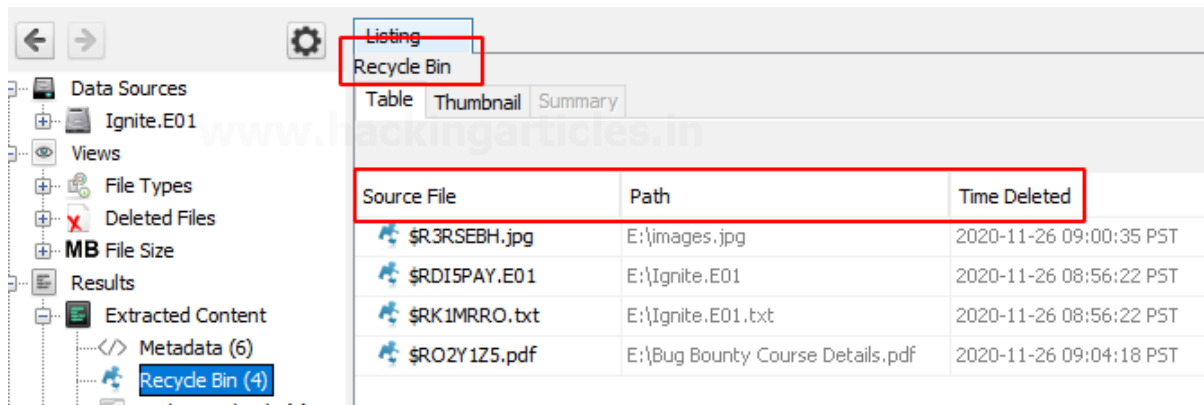 Listing
Recycle Bin
Data Sources
Table Thumbnail Summary
Ignite.E01
www.hackingarticles.in
Views
File Types
Source File Path Time Deleted
Deleted Files
$R3RSEBH.jpg E:\images.jpg 2020-11-26 09:00:35 PST
MB File Size
$RDI5PAY.E01 E:\Ignite.E01 2020-11-26 08:56:22 PST
Results
Extracted Content
$RK1MRRO.txt E:\Ignite.E01.txt 2020-11-26 08:56:22 PST
Metadata (6)
$RO2Y1Z5.pdf E:\Bug Bounty Course Details.pdf 2020-11-26 09:04:18 PST
Recycle Bin (4)